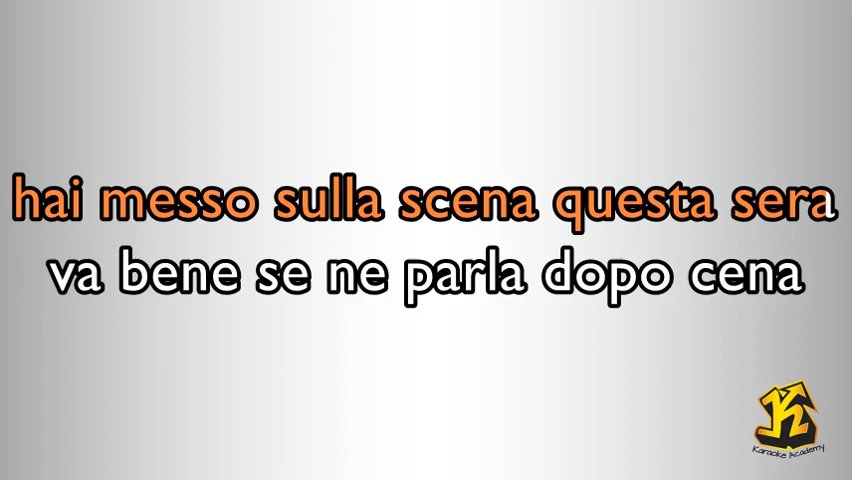 hai messo sulla scena questa sera
va bene se ne parla dopo cena
K
Karaoke Academy